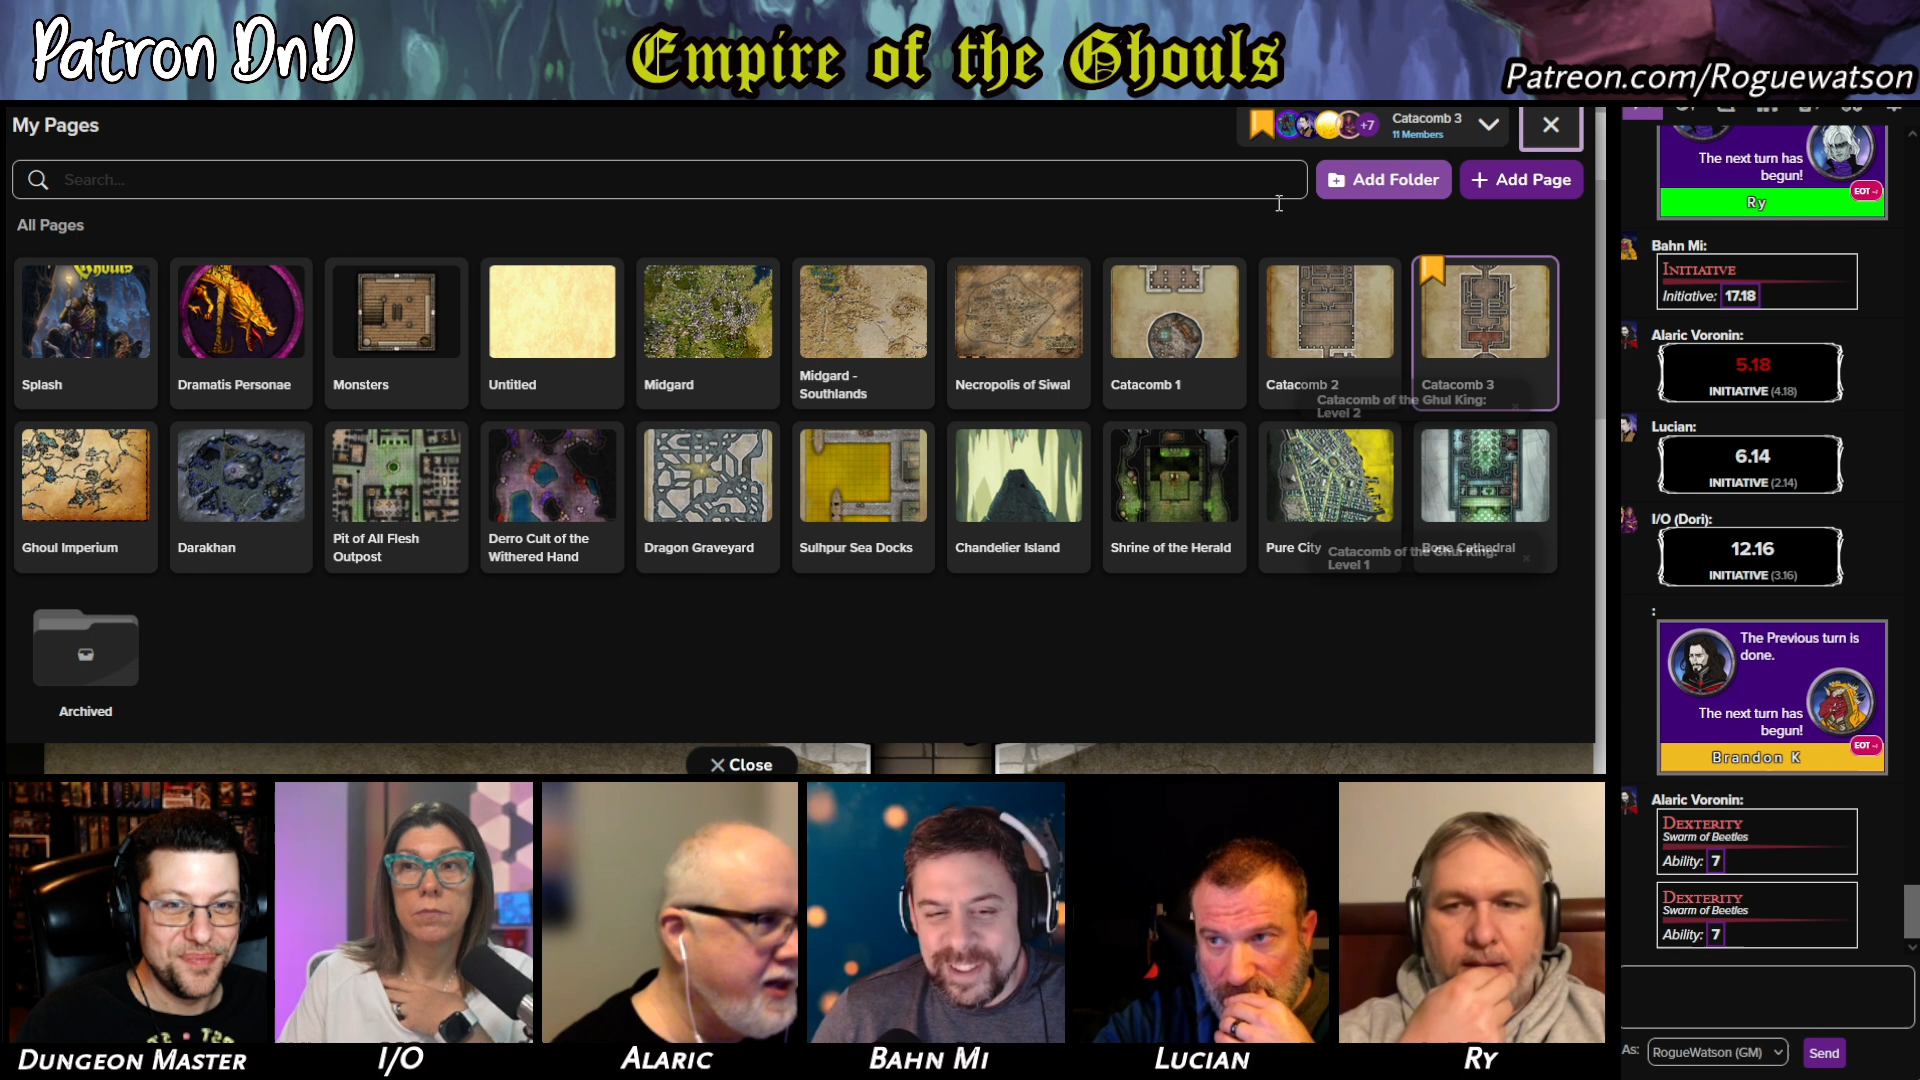 Patron DnD
Empire of the Ghouls
Patreon.com/Roguewatson
My Pages
+7
Catacomb 3
11 Members
Search...
Add Folder
Add Page
All Pages
Ghouls
Splash
Dramatis Personae
Monsters
Untitled
Midgard
Midgard -
Southlands
Necropolis of Siwal
Catacomb 1
Catacomb 2
Catacomb 3
Catacomb of the Ghul King:
Level 2
Ghoul Imperium
Darakhan
Pit of All Flesh
Outpost
Derro Cult of the
Withered Hand
Dragon Graveyard
Sulhpur Sea Docks
Chandelier Island
Shrine of the Herald
Pure City
Bone Cathedral
Catacomb of the Ghul King:
Level 1
Archived
Close
The next turn has
begun!
EOT
Ry
Bahn Mi:
Initiative
Initiative: 17.18
Alaric Voronin:
5.18
INITIATIVE (4.18)
Lucian:
6.14
INITIATIVE (2.14)
I/O (Dori):
12.16
INITIATIVE (3.16)
:
The Previous turn is
done.
The next turn has
begun!
EOT
Brandon K
Alaric Voronin:
Dexterity
Swarm of Beetles
Ability: 7
Dexterity
Swarm of Beetles
Ability: 7
As:
RogueWatson (GM)
Send
Dungeon Master
I/O
Alaric
Bahn Mi
Lucian
Ry